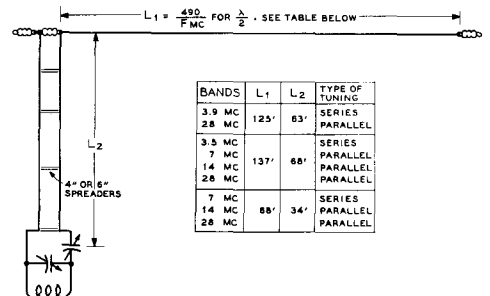 L1 = 490/FMC FOR λ/2 . SEE TABLE BELOW
L2
4" OR 6"
SPREADERS
BANDS L1 L2 TYPE OF TUNING
3.9 MC 125' 63' SERIES
28 MC PARALLEL
3.5 MC SERIES
7 MC 137' 68' PARALLEL
14 MC PARALLEL
28 MC PARALLEL
7 MC SERIES
14 MC 68' 34' PARALLEL
28 MC PARALLEL